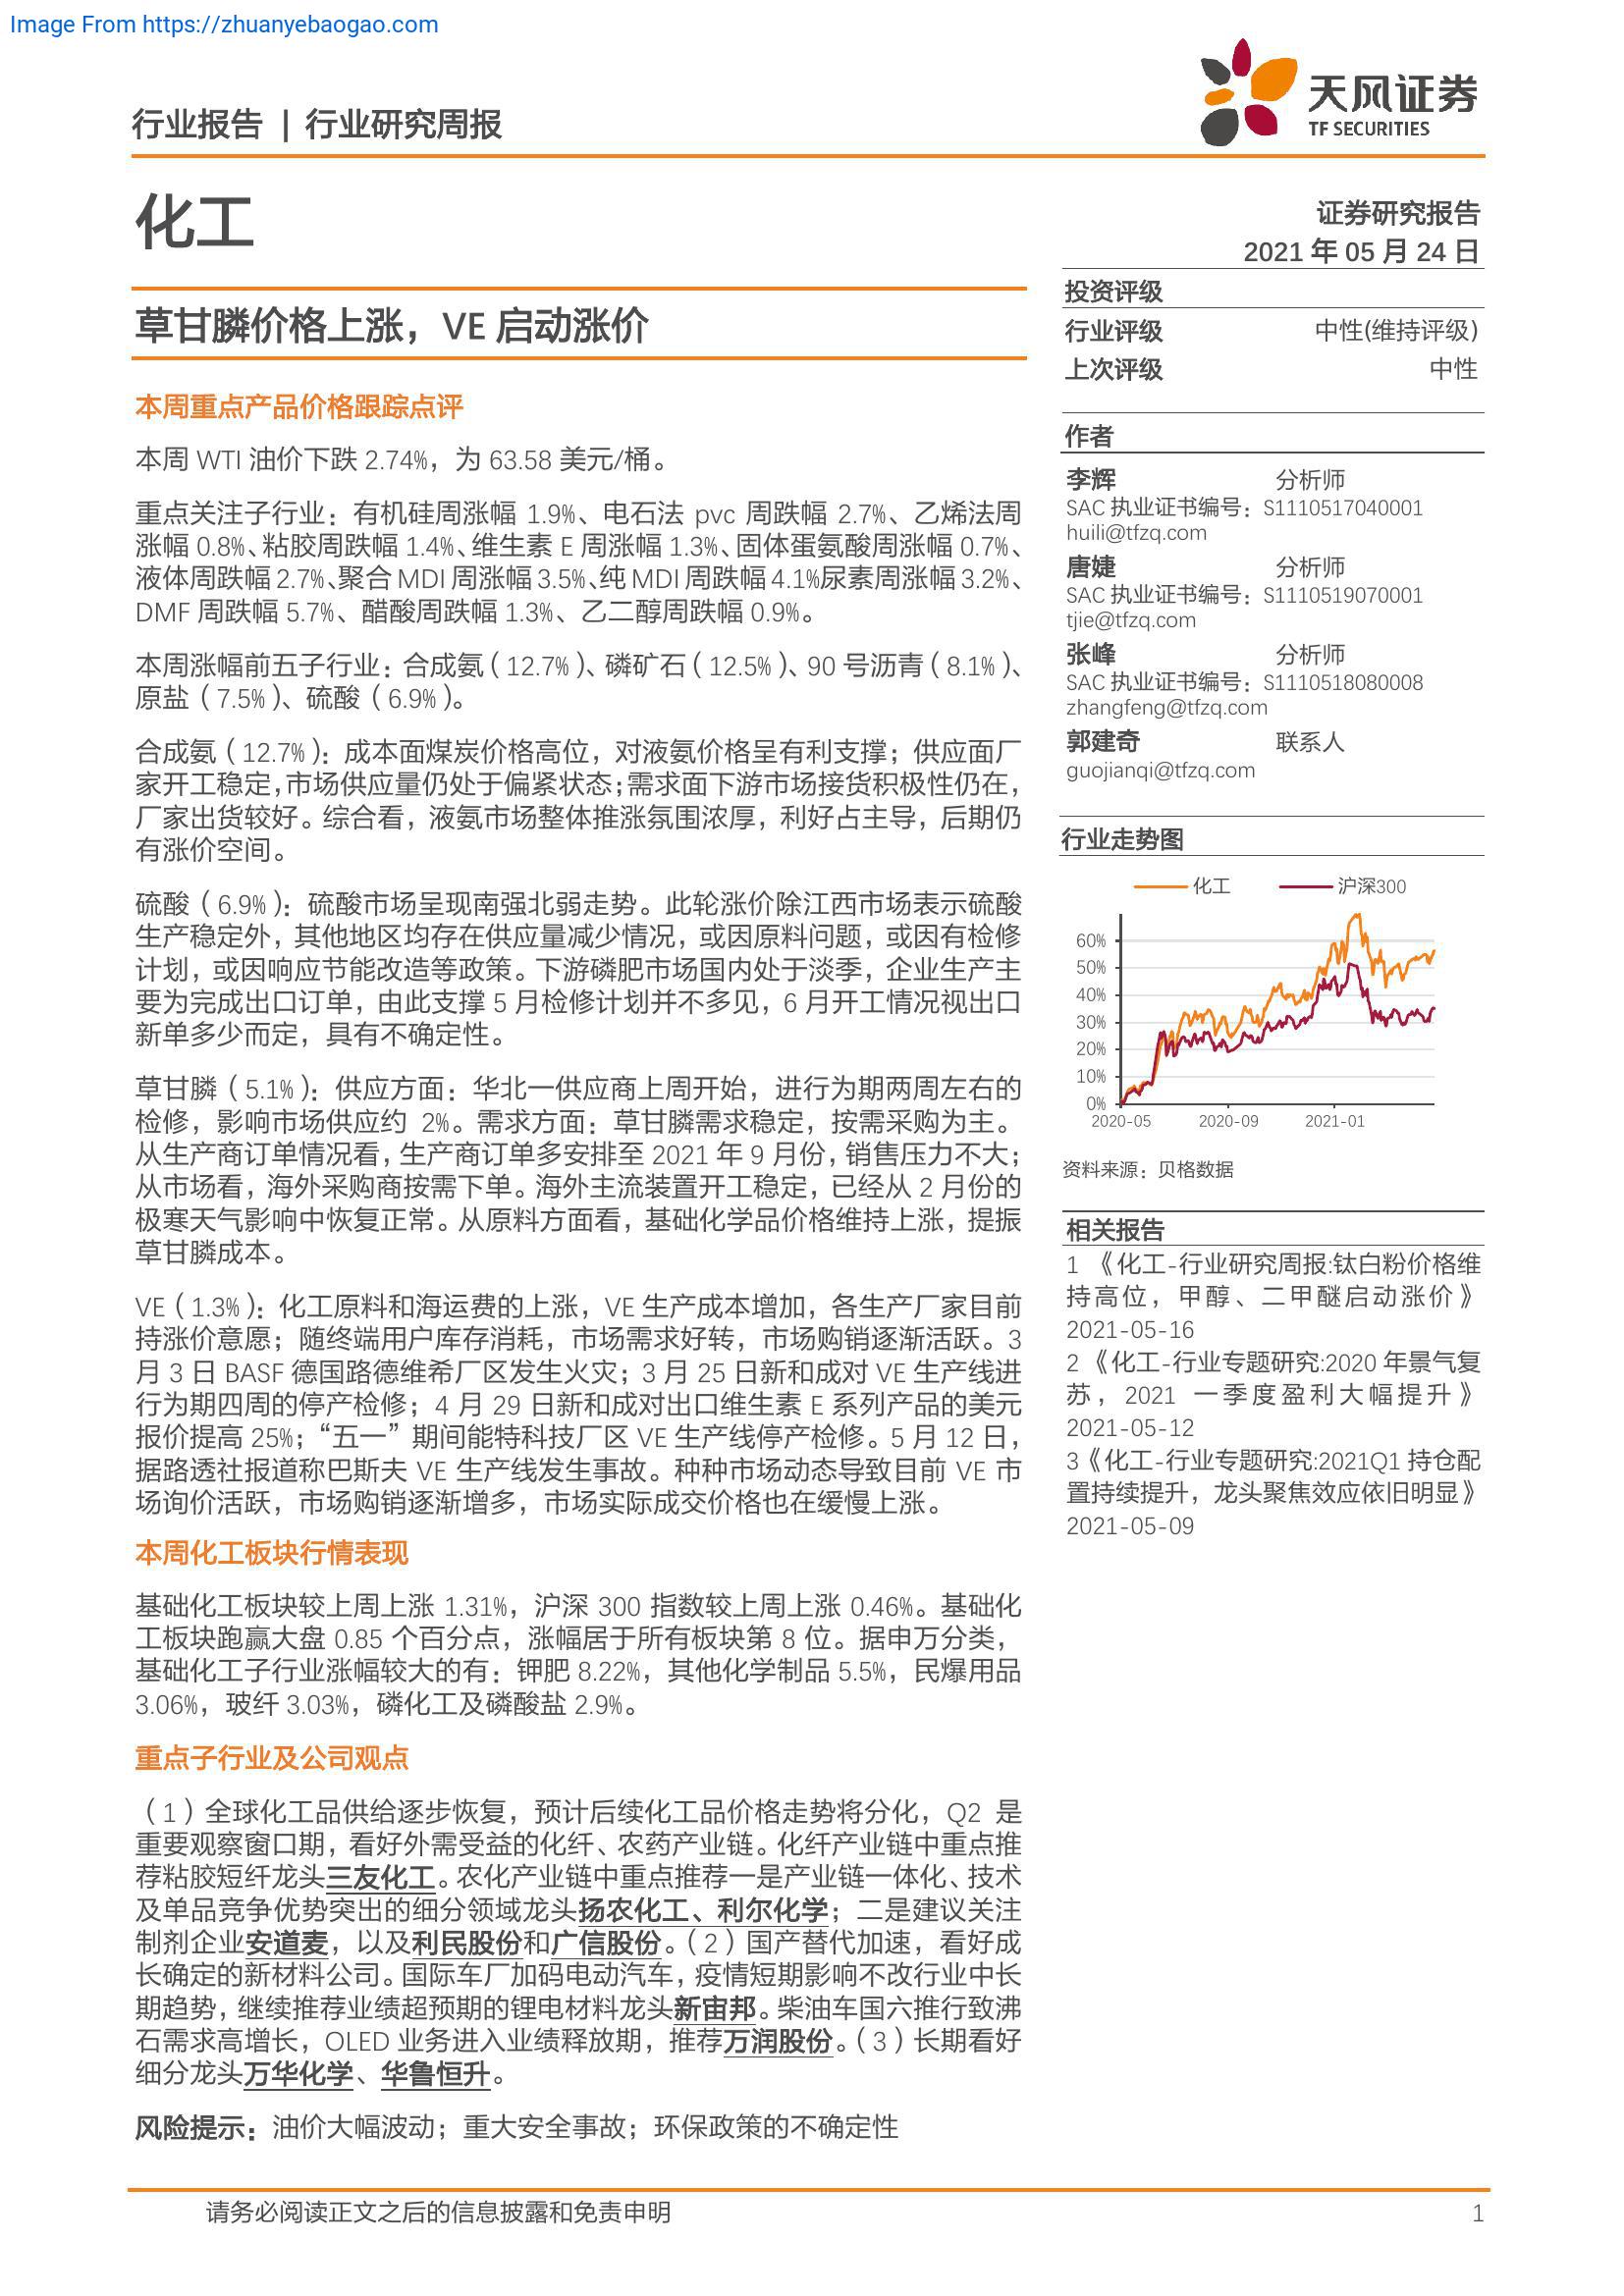 Image From https://zhuanyebaogao.com
行业报告 | 行业研究周报
天风证券
TF SECURITIES
化工
证券研究报告
2021 年 05 月 24 日
草甘膦价格上涨，VE 启动涨价
本周重点产品价格跟踪点评
本周 WTI 油价下跌 2.74%，为 63.58 美元/桶。
重点关注子行业：有机硅周涨幅 1.9%、电石法 pvc 周跌幅 2.7%、乙烯法周
涨幅 0.8%、粘胶周跌幅 1.4%、维生素 E 周涨幅 1.3%、固体蛋氨酸周涨幅 0.7%、
液体周跌幅 2.7%、聚合 MDI 周涨幅 3.5%、纯 MDI 周跌幅 4.1%尿素周涨幅 3.2%、
DMF 周跌幅 5.7%、醋酸周跌幅 1.3%、乙二醇周跌幅 0.9%。
本周涨幅前五子行业：合成氨（12.7%）、磷矿石（12.5%）、90 号沥青（8.1%）、
原盐（7.5%）、硫酸（6.9%）。
合成氨（12.7%）：成本面煤炭价格高位，对液氨价格呈有利支撑；供应面厂
家开工稳定，市场供应量仍处于偏紧状态；需求面下游市场接货积极性仍在，
厂家出货较好。综合看，液氨市场整体推涨氛围浓厚，利好占主导，后期仍
有涨价空间。
硫酸（6.9%）：硫酸市场呈现南强北弱走势。此轮涨价除江西市场表示硫酸
生产稳定外，其他地区均存在供应量减少情况，或因原料问题，或因有检修
计划，或因响应节能改造等政策。下游磷肥市场国内处于淡季，企业生产主
要为完成出口订单，由此支撑 5 月检修计划并不多见，6 月开工情况视出口
新单多少而定，具有不确定性。
草甘膦（5.1%）：供应方面：华北一供应商上周开始，进行为期两周左右的
检修，影响市场供应约 2%。需求方面：草甘膦需求稳定，按需采购为主。
从生产商订单情况看，生产商订单多安排至 2021 年 9 月份，销售压力不大；
从市场看，海外采购商按需下单。海外主流装置开工稳定，已经从 2 月份的
极寒天气影响中恢复正常。从原料方面看，基础化学品价格维持上涨，提振
草甘膦成本。
VE（1.3%）：化工原料和海运费的上涨，VE 生产成本增加，各生产厂家目前
持涨价意愿；随终端用户库存消耗，市场需求好转，市场购销逐渐活跃。3
月 3 日 BASF 德国路德维希厂区发生火灾；3 月 25 日新和成对 VE 生产线进
行为期四周的停产检修；4 月 29 日新和成对出口维生素 E 系列产品的美元
报价提高 25%；“五一”期间能特科技厂区 VE 生产线停产检修。5 月 12 日，
据路透社报道称巴斯夫 VE 生产线发生事故。种种市场动态导致目前 VE 市
场询价活跃，市场购销逐渐增多，市场实际成交价格也在缓慢上涨。
本周化工板块行情表现
基础化工板块较上周上涨 1.31%，沪深 300 指数较上周上涨 0.46%。基础化
工板块跑赢大盘 0.85 个百分点，涨幅居于所有板块第 8 位。据申万分类，
基础化工子行业涨幅较大的有：钾肥 8.22%，其他化学制品 5.5%，民爆用品
3.06%，玻纤 3.03%，磷化工及磷酸盐 2.9%。
重点子行业及公司观点
（1）全球化工品供给逐步恢复，预计后续化工品价格走势将分化，Q2 是
重要观察窗口期，看好外需受益的化纤、农药产业链。化纤产业链中重点推
荐粘胶短纤龙头三友化工。农化产业链中重点推荐一是产业链一体化、技术
及单品竞争优势突出的细分领域龙头扬农化工、利尔化学；二是建议关注
制剂企业安道麦，以及利民股份和广信股份。（2）国产替代加速，看好成
长确定的新材料公司。国际车厂加码电动汽车，疫情短期影响不改行业中长
期趋势，继续推荐业绩超预期的锂电材料龙头新宙邦。柴油车国六推行致沸
石需求高增长，OLED 业务进入业绩释放期，推荐万润股份。（3）长期看好
细分龙头万华化学、华鲁恒升。
风险提示：油价大幅波动；重大安全事故；环保政策的不确定性
投资评级
行业评级 中性(维持评级)
上次评级 中性
作者
李辉 分析师
SAC 执业证书编号：S1110517040001
huili@tfzq.com
唐婕 分析师
SAC 执业证书编号：S1110519070001
tjie@tfzq.com
张峰 分析师
SAC 执业证书编号：S1110518080008
zhangfeng@tfzq.com
郭建奇 联系人
guojianqi@tfzq.com
行业走势图
化工 沪深300
60%
50%
40%
30%
20%
10%
0%
2020-05 2020-09 2021-01
资料来源：贝格数据
相关报告
1 《化工-行业研究周报:钛白粉价格维
持高位，甲醇、二甲醚启动涨价》
2021-05-16
2 《化工-行业专题研究:2020 年景气复
苏，2021 一季度盈利大幅提升》
2021-05-12
3《化工-行业专题研究:2021Q1 持仓配
置持续提升，龙头聚焦效应依旧明显》
2021-05-09
请务必阅读正文之后的信息披露和免责申明 1